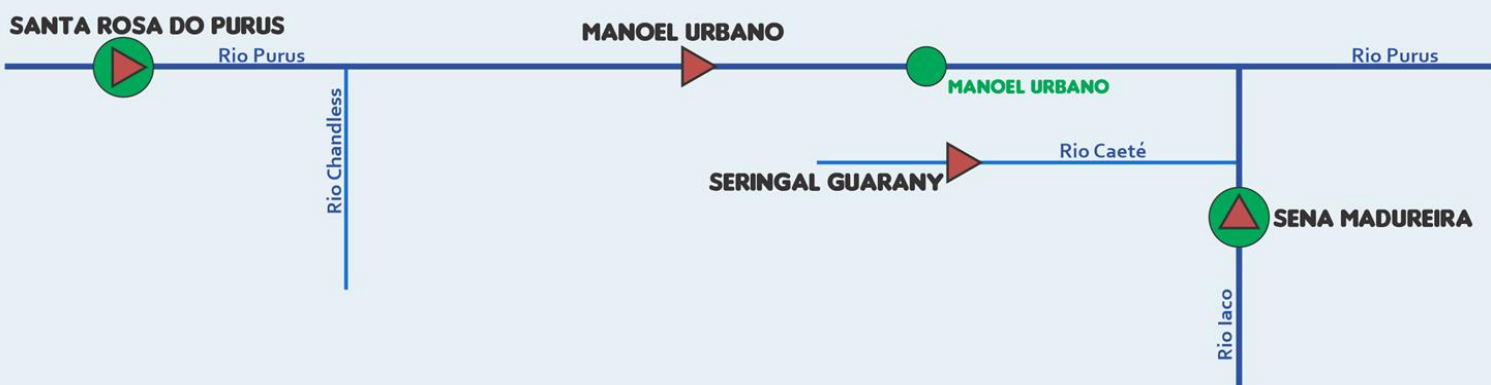 SANTA ROSA DO PURUS
MANOEL URBANO
Rio Purus
Rio Purus
MANOEL URBANO
Rio Chandless
Rio Caeté
SERINGAL GUARANY
SENA MADUREIRA
Rio Iaco